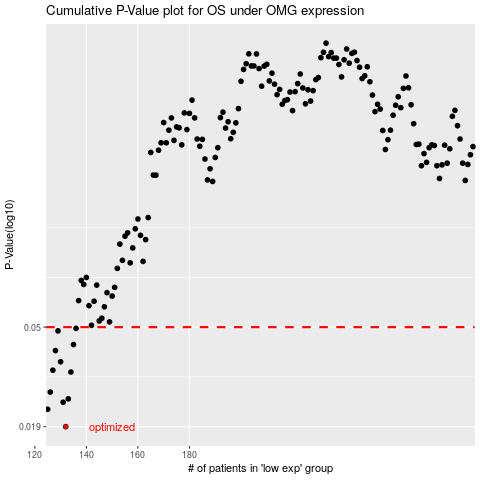 Cumulative P-Value plot for OS under OMG expression
P-Value(log10)
0.05
0.019
optimized
120 140 160 180
# of patients in 'low exp' group